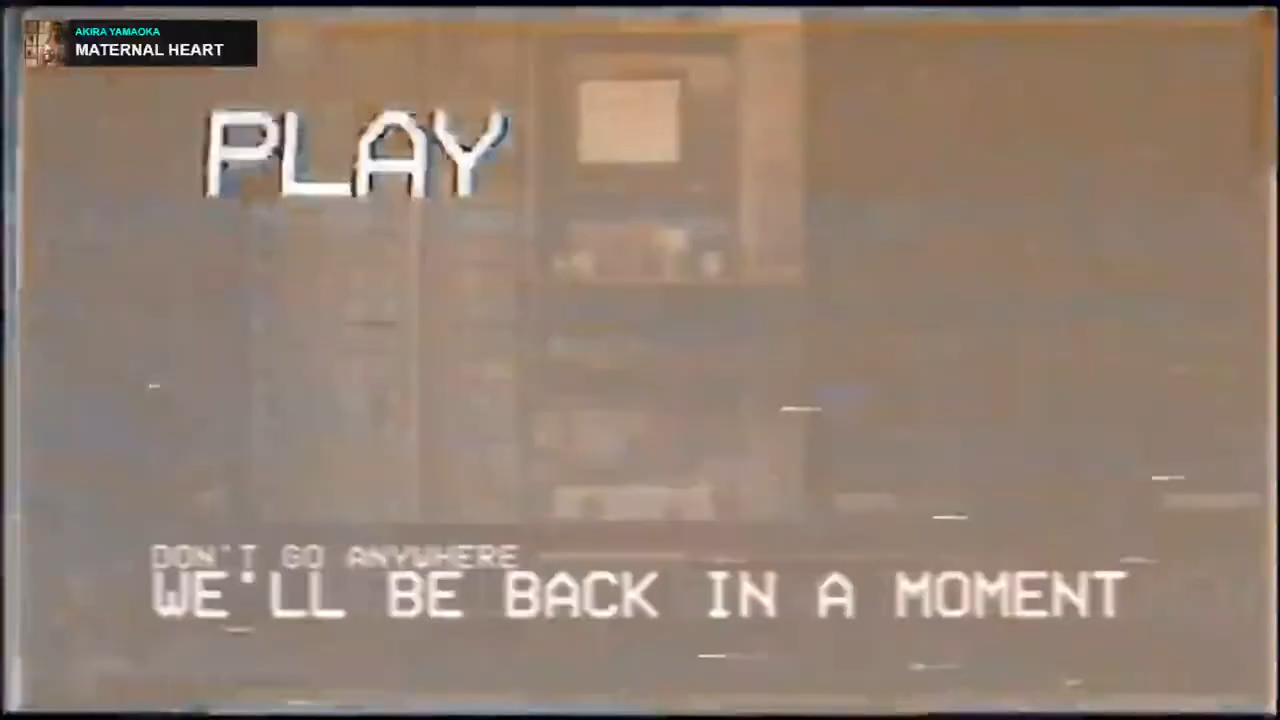 AKIRA YAMAOKA
MATERNAL HEART
PLAY
DON'T GO ANYWHERE
WE'LL BE BACK IN A MOMENT